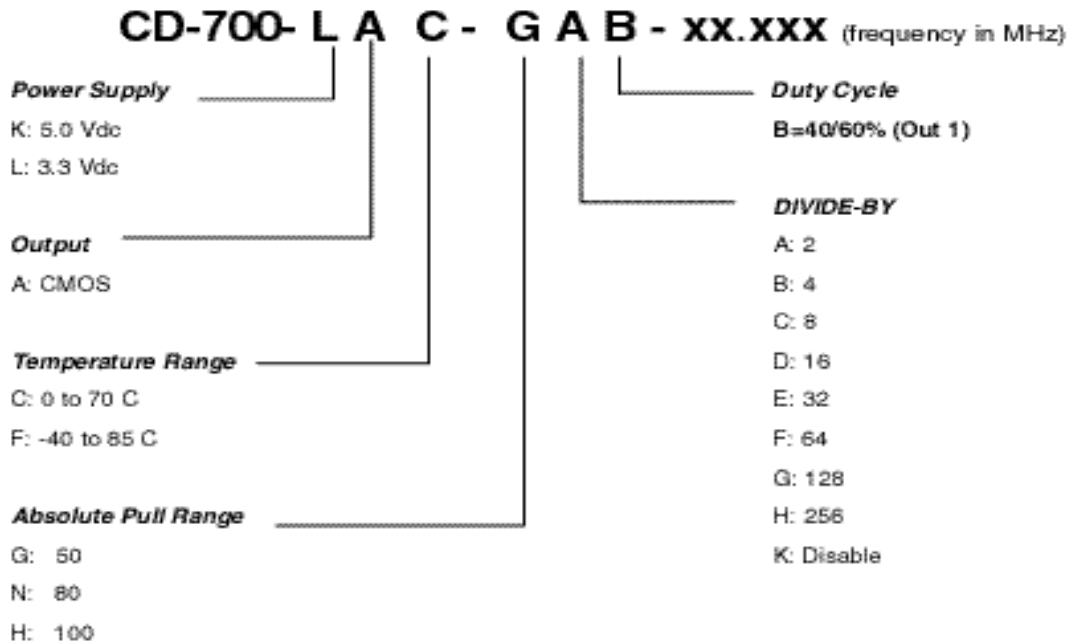 CD-700- L A C - G A B - xx.xxx (frequency in MHz)
Power Supply
K: 5.0 Vdc
L: 3.3 Vdc
Output
A: CMOS
Temperature Range
C: 0 to 70 C
F: -40 to 85 C
Absolute Pull Range
G: 50
N: 80
H: 100
Duty Cycle
B=40/60% (Out 1)
DIVIDE-BY
A: 2
B: 4
C: 8
D: 16
E: 32
F: 64
G: 128
H: 256
K: Disable